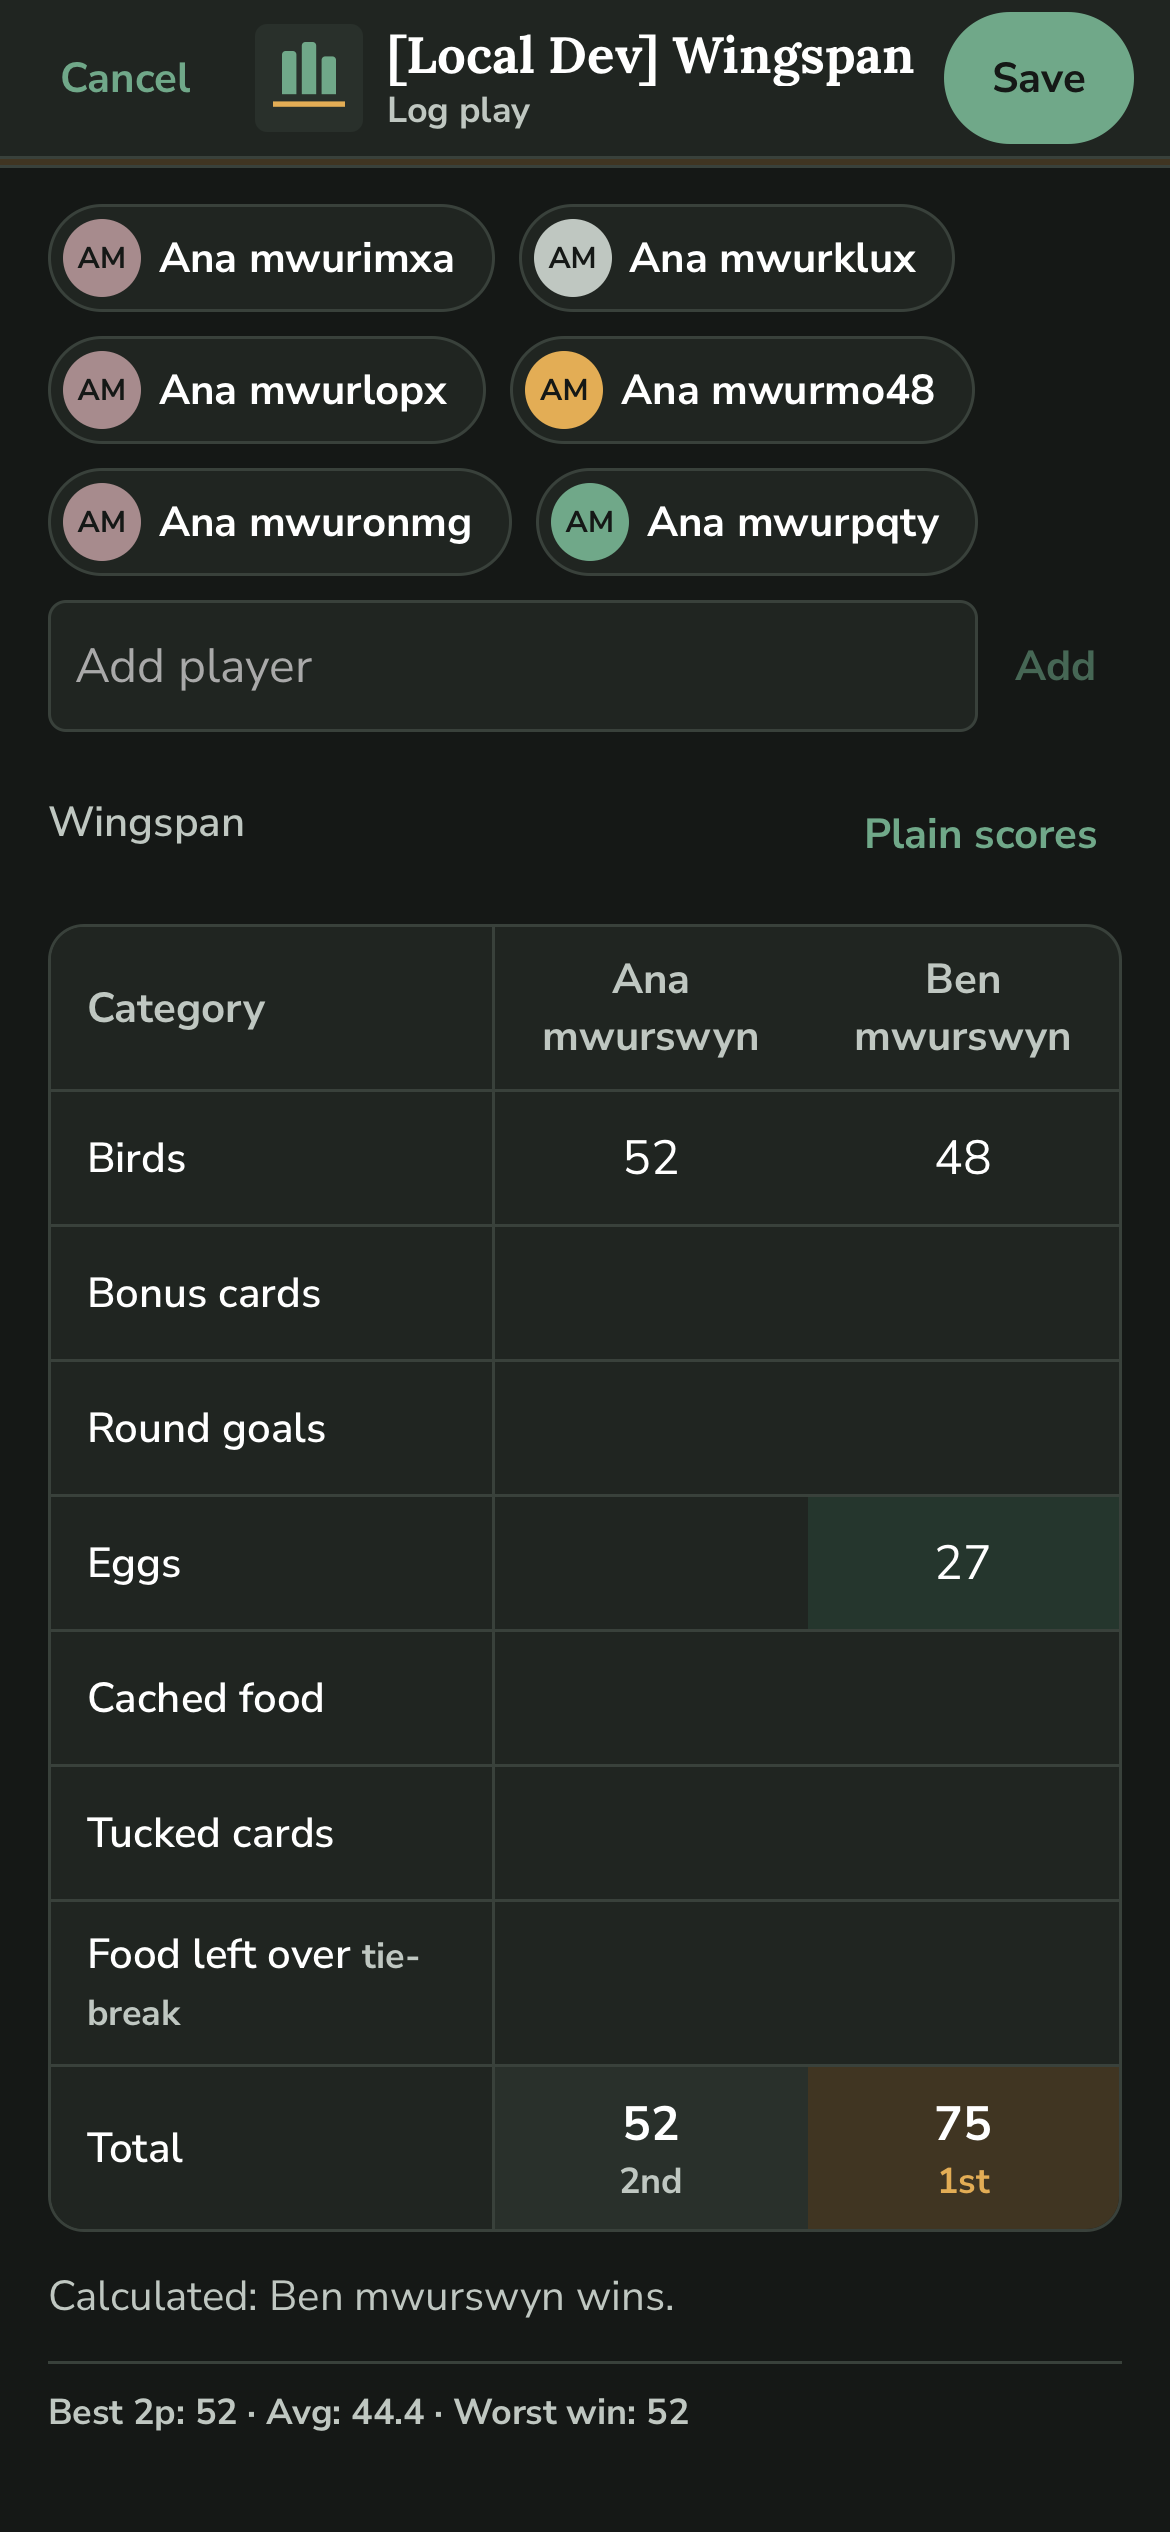 Cancel
[Local Dev] Wingspan
Log play
Save
AM Ana mwurimxa
AM Ana mwurklux
AM Ana mwurlopx
AM Ana mwurmo48
AM Ana mwuronmg
AM Ana mwurpqty
Add player
Add
Wingspan
Plain scores
Category
Ana
mwurswyn
Ben
mwurswyn
Birds 52 48
Bonus cards
Round goals
Eggs 27
Cached food
Tucked cards
Food left over tie-
break
Total
52
2nd
75
1st
Calculated: Ben mwurswyn wins.
Best 2p: 52 · Avg: 44.4 · Worst win: 52